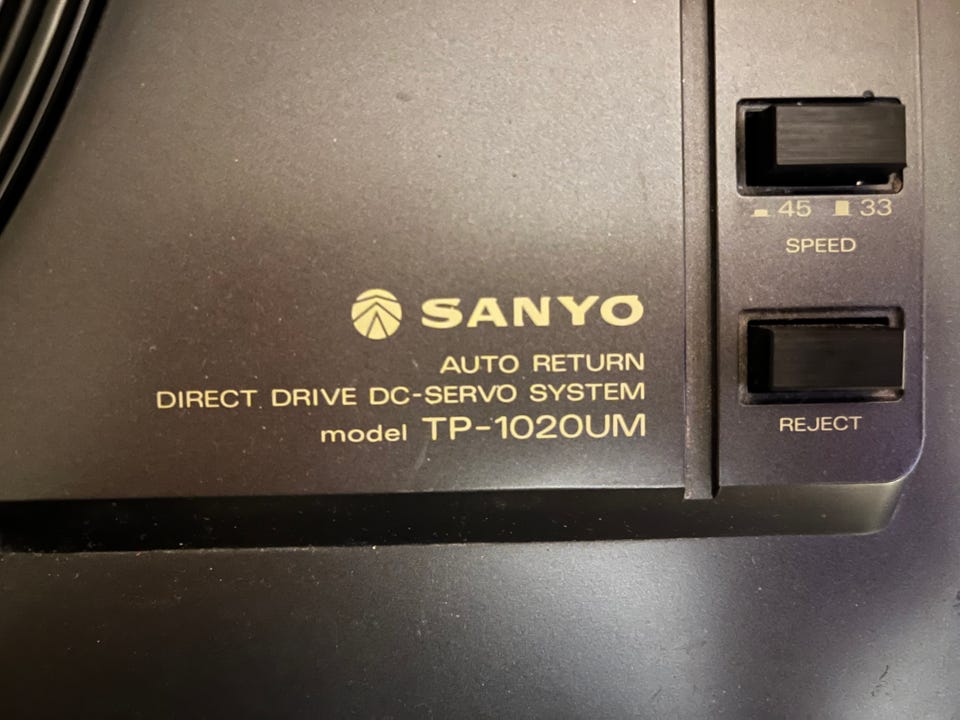 SANYO
AUTO RETURN
DIRECT DRIVE DC-SERVO SYSTEM
model TP-1020UM
45 33
SPEED
REJECT